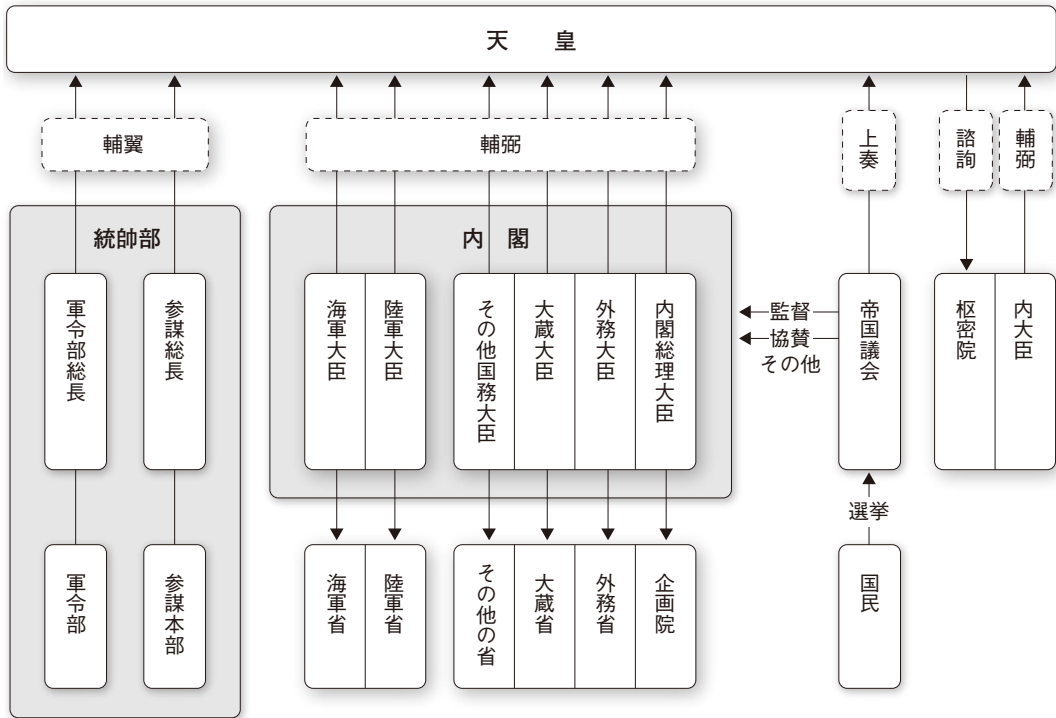 天 皇
輔翼
輔弼
上奏
諮詢
輔弼
統帥部
内 閣
軍令部総長
参謀総長
海軍大臣
陸軍大臣
その他国務大臣
大蔵大臣
外務大臣
内閣総理大臣
監督
協賛
その他
帝国議会
枢密院
内大臣
選挙
軍令部
参謀本部
海軍省
陸軍省
その他の省
大蔵省
外務省
企画院
国民